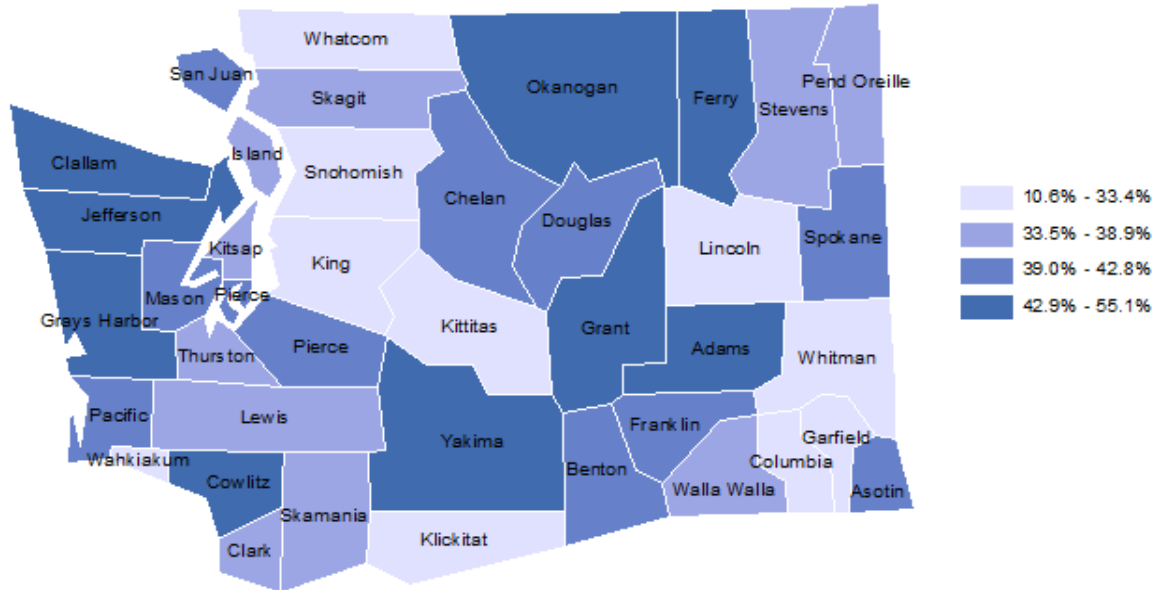 Whatcom
San Juan
Skagit
Okanogan
Ferry
Stevens
Pend Oreille
Island
Clallam
Snohomish
Chelan
Jefferson
Douglas
Kitsap
King
Lincoln
Spokane
Mason
Pierce
Grays Harbor
Kittitas
Grant
Adams
Thurston
Pierce
Whitman
Pacific
Lewis
Yakima
Franklin
Garfield
Wahkiakum
Columbia
Benton
Cowlitz
Walla Walla
Asotin
Skamania
Klickitat
Clark
10.6% - 33.4%
33.5% - 38.9%
39.0% - 42.8%
42.9% - 55.1%